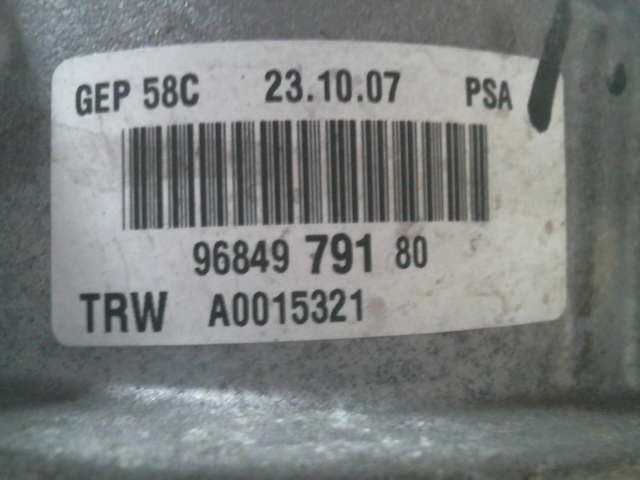 GEP 58C 23.10.07 PSA
96849 791 80
TRW A0015321